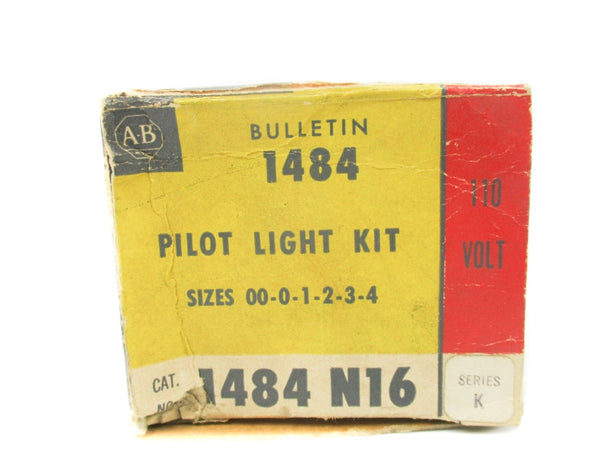 A-B
BULLETIN
1484
PILOT LIGHT KIT
SIZES 00-0-1-2-3-4
110
VOLT
CAT.
NO.
1484 N16
SERIES
K